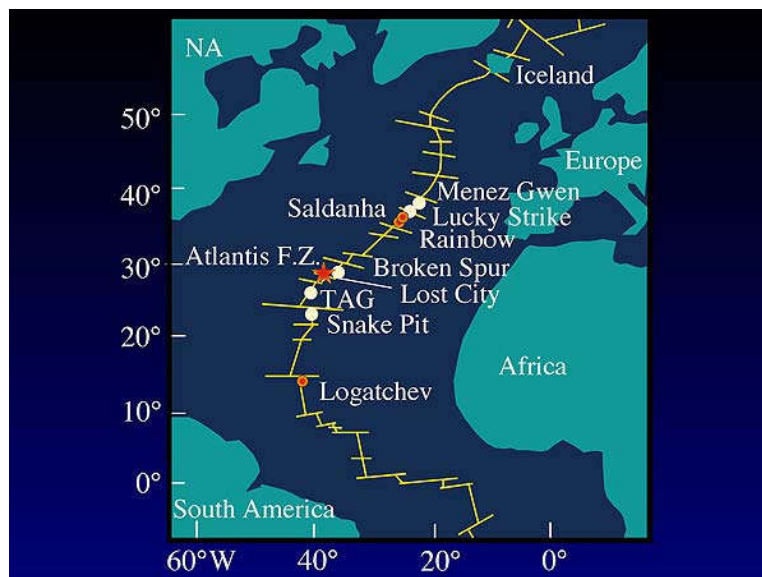 NA
Iceland
50°
Europe
40°
Menez Gwen
Saldanha
Lucky Strike
Rainbow
Atlantis F.Z.
30°
Broken Spur
Lost City
TAG
Snake Pit
20°
Africa
Logatchev
10°
0°
South America
60°W
40°
20°
0°